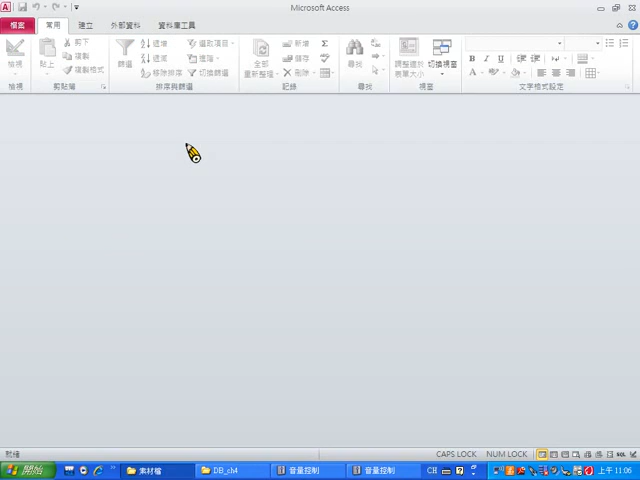 Microsoft Access
檔案 常用 建立 外部資料 資料庫工具
檢視 貼上 剪下 複製 複製格式 篩選 遞增 遞減 移除排序 選取項目 進階 切換篩選 全部重新整理 新增 儲存 刪除 尋找 調整適於表單大小 切換視窗
檢視 剪貼簿 排序與篩選 記錄 視窗 文字格式設定
就緒 CAPS LOCK NUM LOCK SQL
開始 素材檔 DB_ch4 音量控制 音量控制 CH 上午 11:06